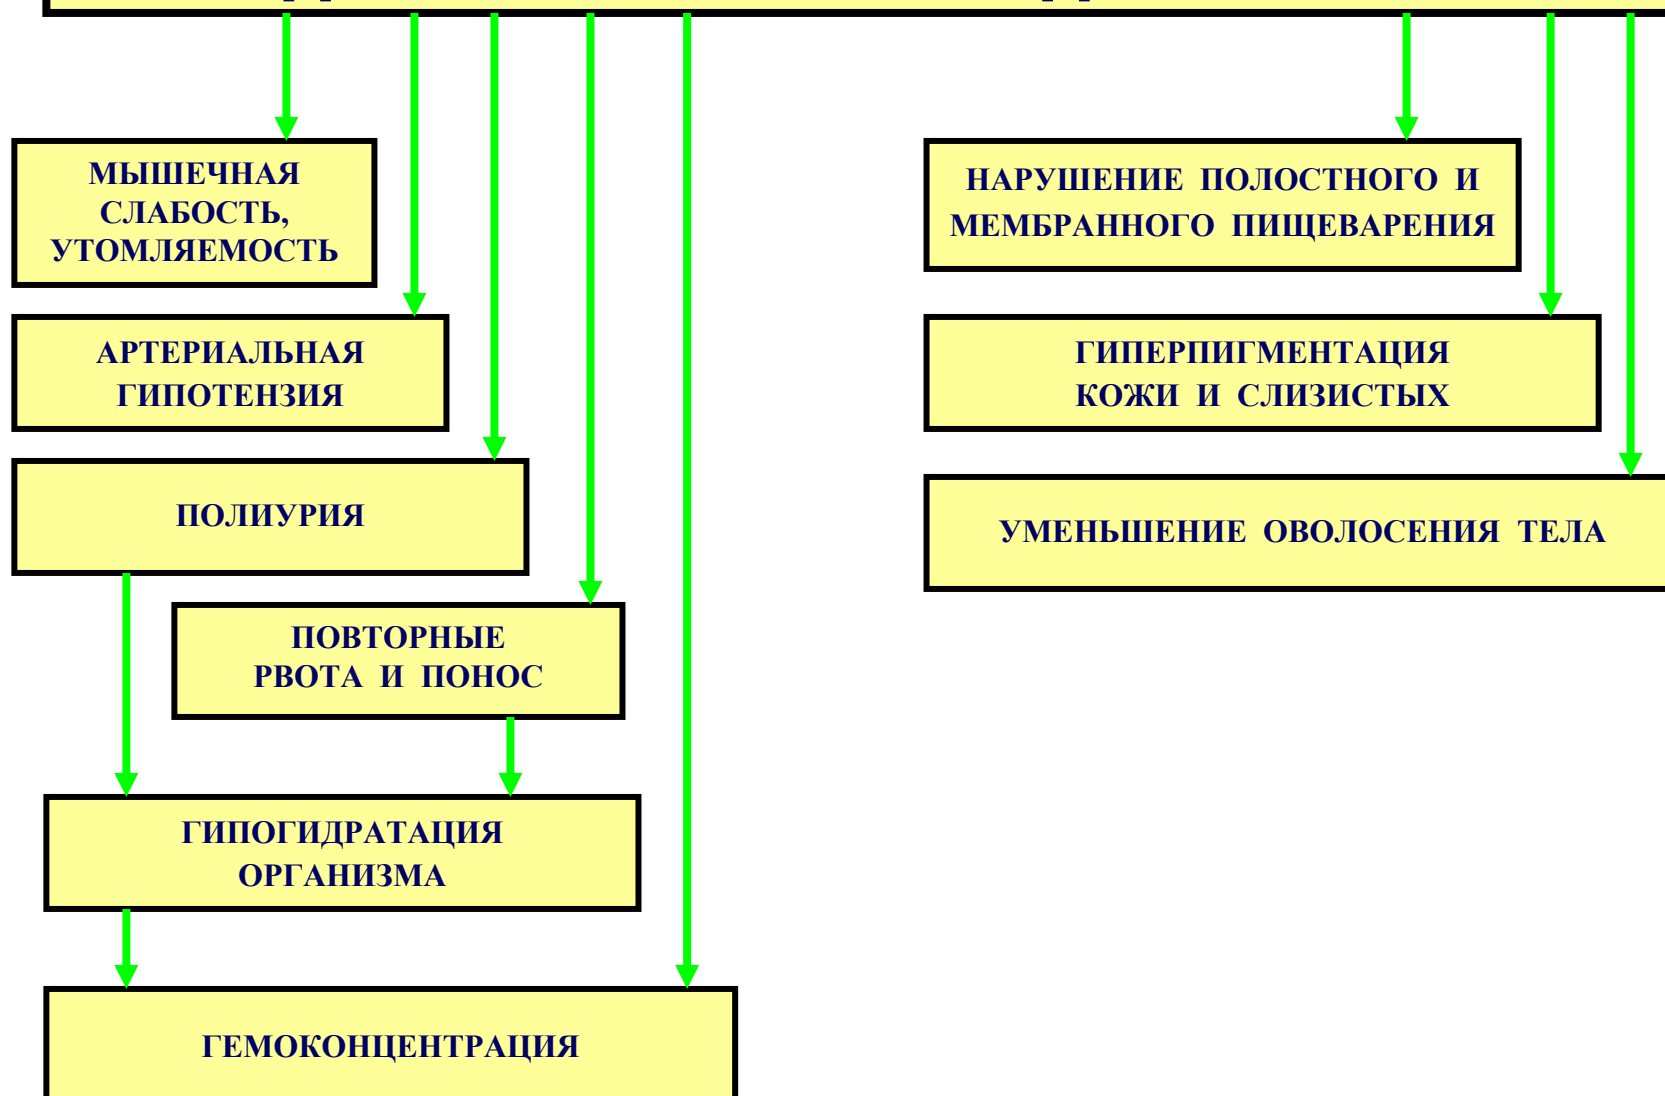 МЫШЕЧНАЯ
СЛАБОСТЬ,
УТОМЛЯЕМОСТЬ
АРТЕРИАЛЬНАЯ
ГИПОТЕНЗИЯ
ПОЛИУРИЯ
ПОВТОРНЫЕ
РВОТА И ПОНОС
ГИПОГИДРАТАЦИЯ
ОРГАНИЗМА
ГЕМОКОНЦЕНТРАЦИЯ
НАРУШЕНИЕ ПОЛОСТНОГО И
МЕМБРАННОГО ПИЩЕВАРЕНИЯ
ГИПЕРПИГМЕНТАЦИЯ
КОЖИ И СЛИЗИСТЫХ
УМЕНЬШЕНИЕ ОВОЛОСЕНИЯ ТЕЛА